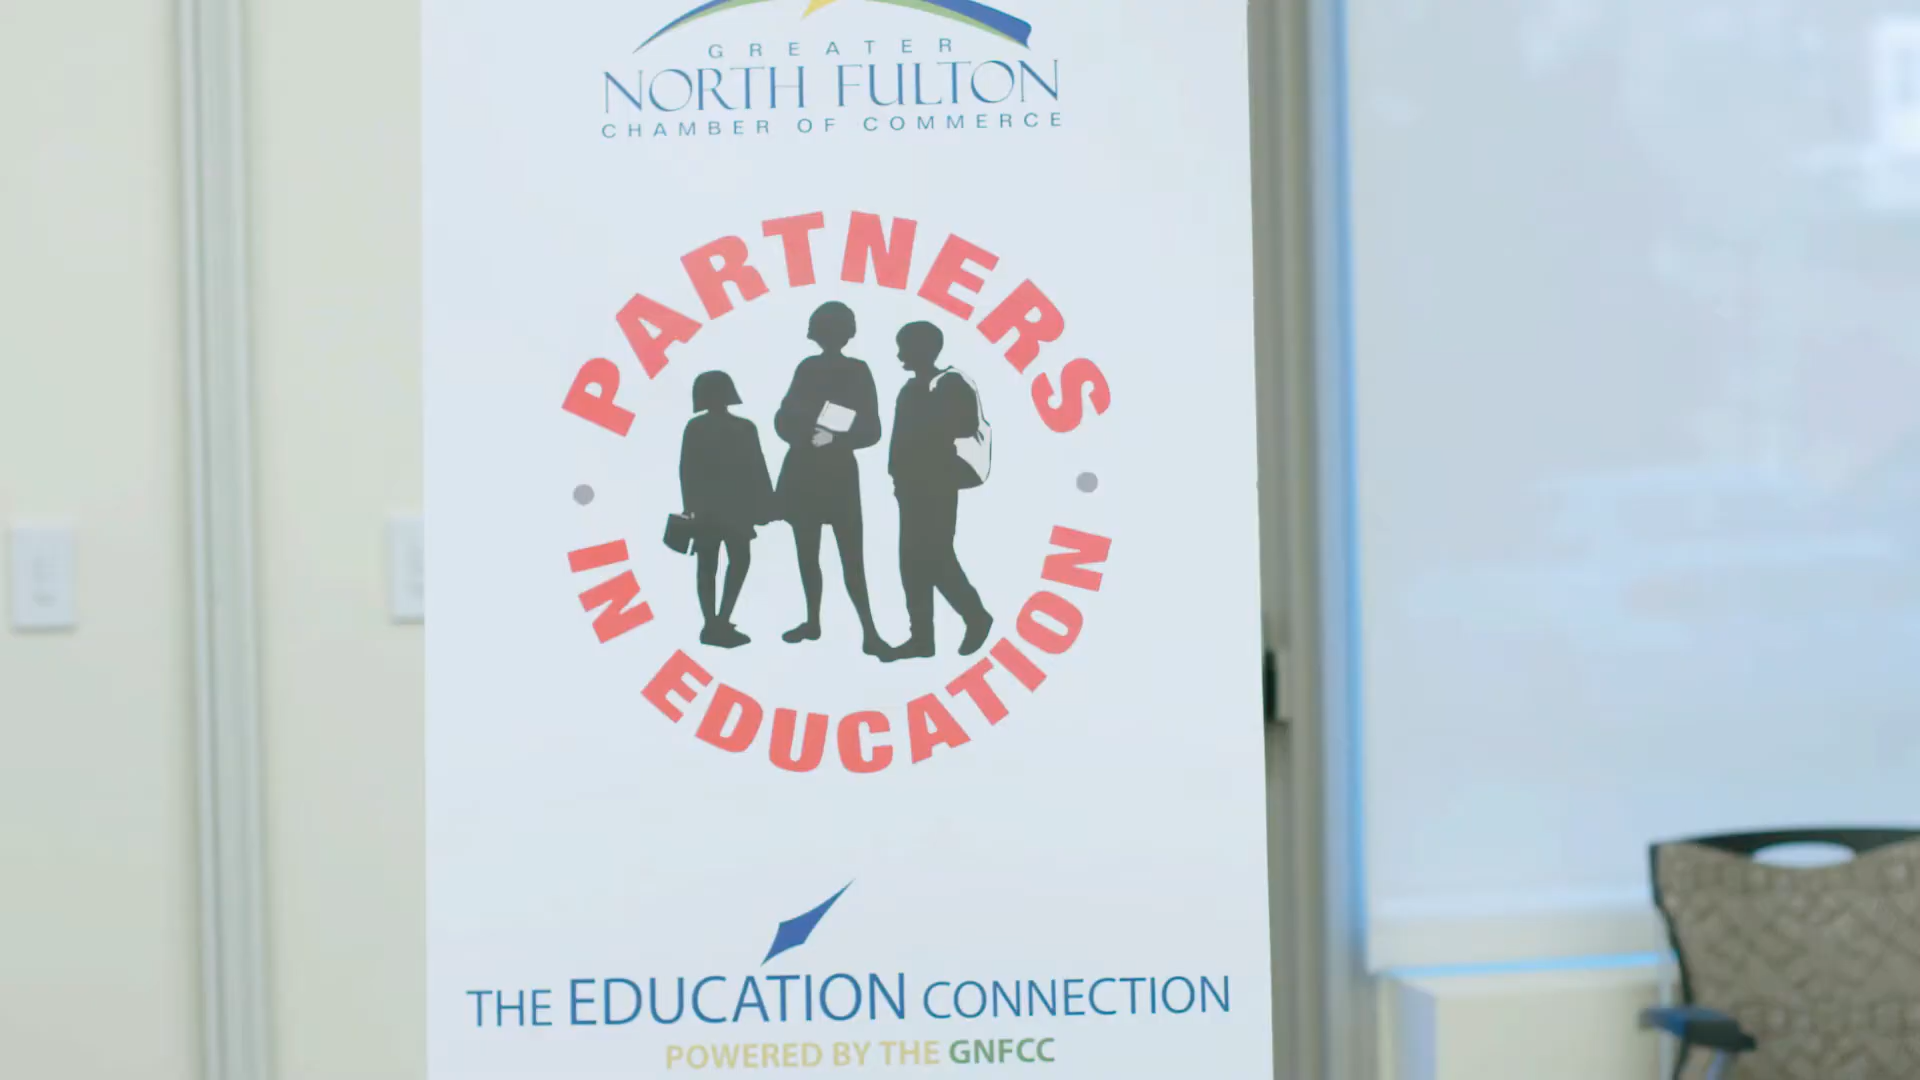 GREATER
NORTH FULTON
CHAMBER OF COMMERCE
PARTNERS
IN EDUCATION
THE EDUCATION CONNECTION
POWERED BY THE GNFCC